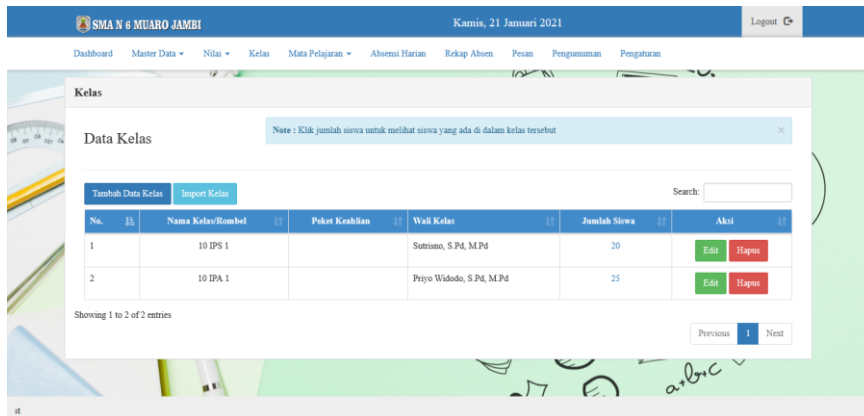 SMA N 6 MUARO JAMBI Kamis, 21 Januari 2021 Logout
Dashboard Master Data Nilai Kelas Mata Pelajaran Absensi Harian Rekap Absen Pesan Pengumuman Pengaturan
Kelas
Data Kelas
Note : Klik jumlah siswa untuk melihat siswa yang ada di dalam kelas tersebut ×
Tambah Data Kelas Import Kelas Search:
No. Nama Kelas/Rombel Peket Keahlian Wali Kelas Jumlah Siswa Aksi
1 10 IPS 1 Sutrisno, S.Pd, M.Pd 20 Edit Hapus
2 10 IPA 1 Priyo Widodo, S.Pd, M.Pd 25 Edit Hapus
Showing 1 to 2 of 2 entries
Previous 1 Next
a+b+c
st